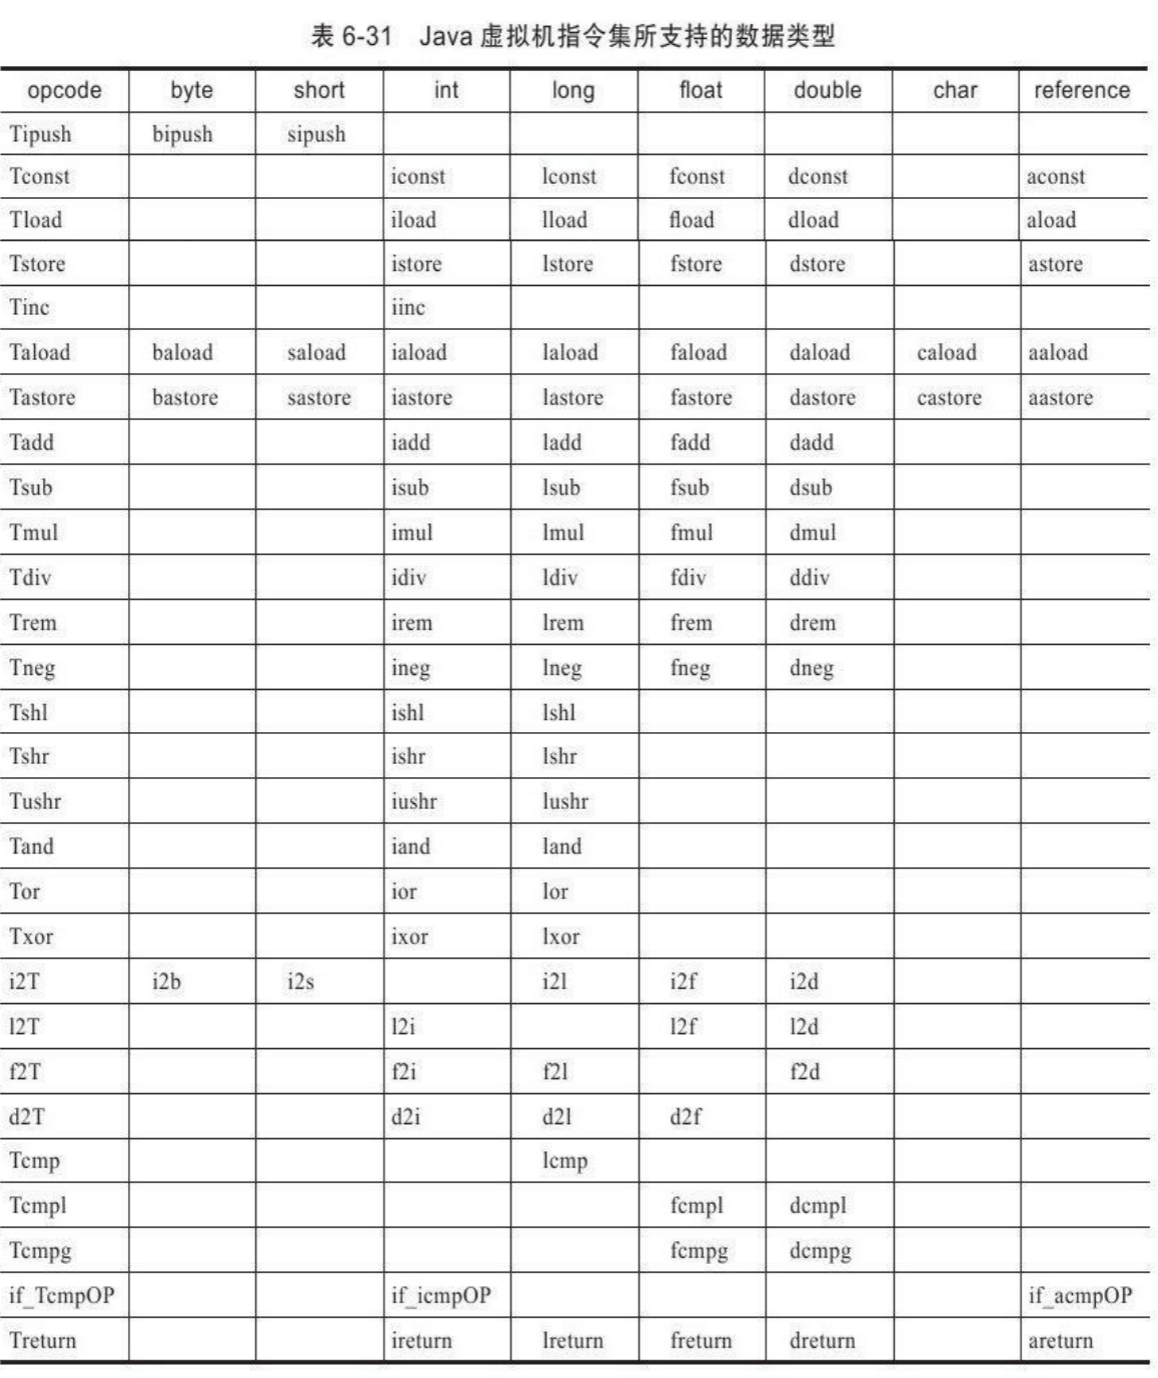 表 6-31 Java 虚拟机指令集所支持的数据类型
opcode byte short int long float double char reference
Tipush bipush sipush
Tconst iconst lconst fconst dconst aconst
Tload iload lload fload dload aload
Tstore istore lstore fstore dstore astore
Tinc iinc
Taload baload saload iaload laload faload daload caload aaload
Tastore bastore sastore iastore lastore fastore dastore castore aastore
Tadd iadd ladd fadd dadd
Tsub isub lsub fsub dsub
Tmul imul lmul fmul dmul
Tdiv idiv ldiv fdiv ddiv
Trem irem lrem frem drem
Tneg ineg lneg fneg dneg
Tshl ishl lshl
Tshr ishr lshr
Tushr iushr lushr
Tand iand land
Tor ior lor
Txor ixor lxor
i2T i2b i2s i2l i2f i2d
l2T l2i l2f l2d
f2T f2i f2l f2d
d2T d2i d2l d2f
Tcmp lcmp
Tcmpl fcmpl dcmpl
Tcmpg fcmpg dcmpg
if_TcmpOP if_icmpOP if_acmpOP
Treturn ireturn lreturn freturn dreturn areturn